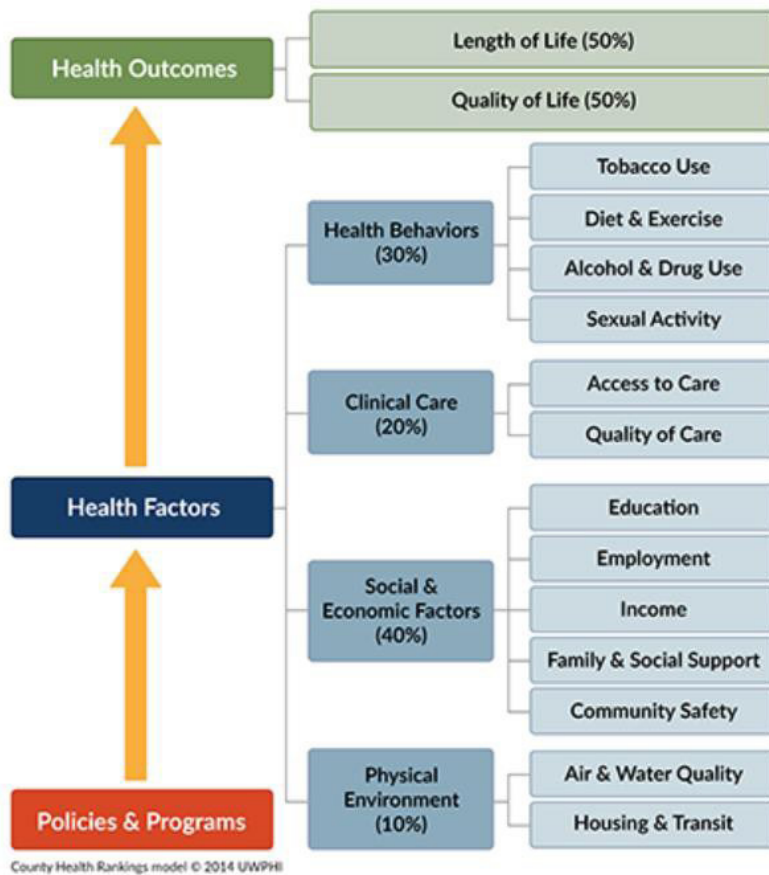 Health Outcomes
Length of Life (50%)
Quality of Life (50%)
Health Behaviors
(30%)
Tobacco Use
Diet & Exercise
Alcohol & Drug Use
Sexual Activity
Clinical Care
(20%)
Access to Care
Quality of Care
Health Factors
Social &
Economic Factors
(40%)
Education
Employment
Income
Family & Social Support
Community Safety
Physical
Environment
(10%)
Air & Water Quality
Housing & Transit
Policies & Programs
County Health Rankings model © 2014 UWPHI